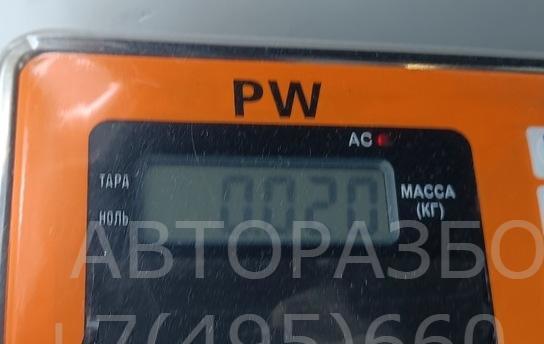 PW
AC
ТАРА
МАССА
(КГ)
НОЛЬ
0020
АВТОРАЗБО
+7(495)660